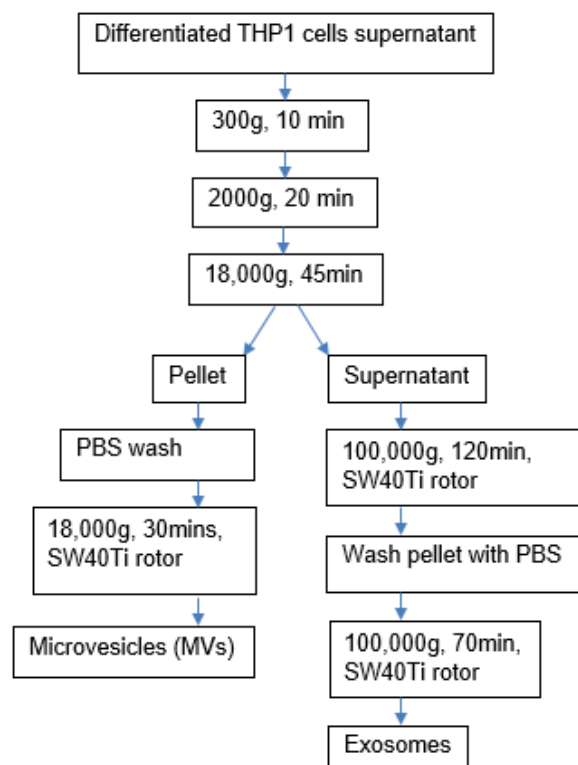 Differentiated THP1 cells supernatant
300g, 10 min
2000g, 20 min
18,000g, 45min
Pellet
Supernatant
PBS wash
100,000g, 120min,
SW40Ti rotor
18,000g, 30mins,
SW40Ti rotor
Wash pellet with PBS
Microvesicles (MVs)
100,000g, 70min,
SW40Ti rotor
Exosomes